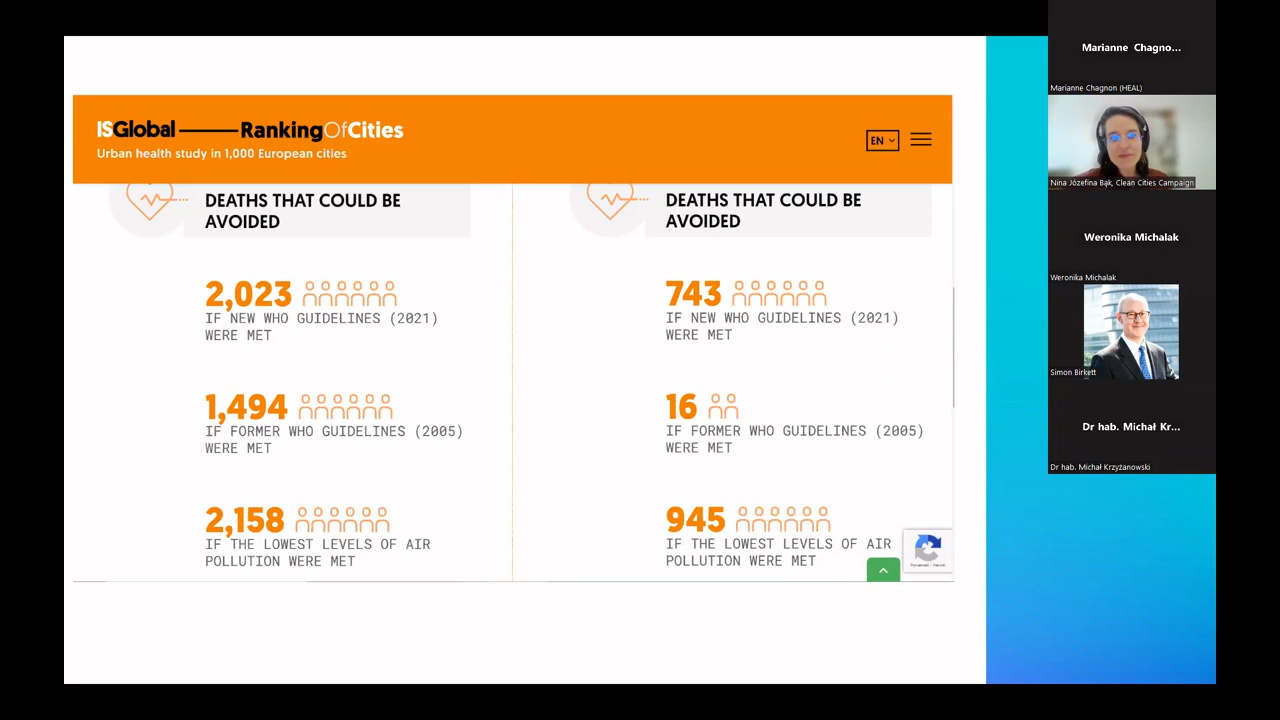 ISGlobal RankingOfCities
Urban health study in 1,000 European cities
EN
DEATHS THAT COULD BE
AVOIDED
2,023
IF NEW WHO GUIDELINES (2021)
WERE MET
1,494
IF FORMER WHO GUIDELINES (2005)
WERE MET
2,158
IF THE LOWEST LEVELS OF AIR
POLLUTION WERE MET
DEATHS THAT COULD BE
AVOIDED
743
IF NEW WHO GUIDELINES (2021)
WERE MET
16
IF FORMER WHO GUIDELINES (2005)
WERE MET
945
IF THE LOWEST LEVELS OF AIR
POLLUTION WERE MET
Marianne Chagno...
Marianne Chagnon (HEAL)
Nina Józefina Bąk, Clean Cities Campaign
Weronika Michalak
Weronika Michalak
Simon Birkett
Dr hab. Michał Kr...
Dr hab. Michał Krzyżanowski